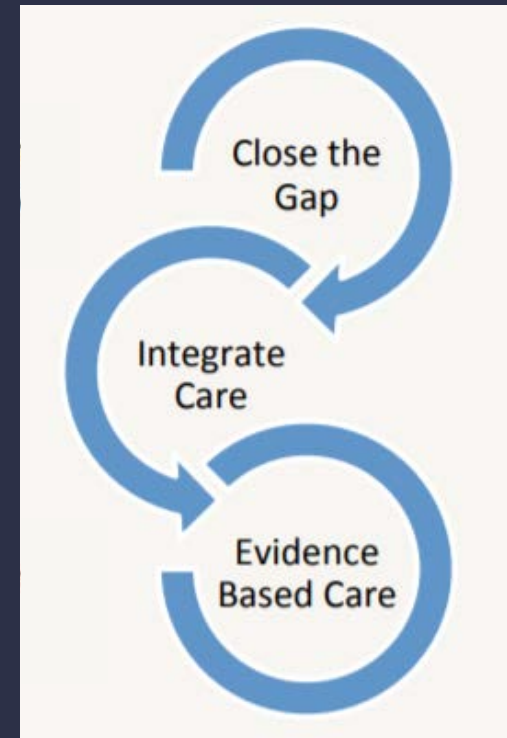 Close the
Gap
Integrate
Care
Evidence
Based Care